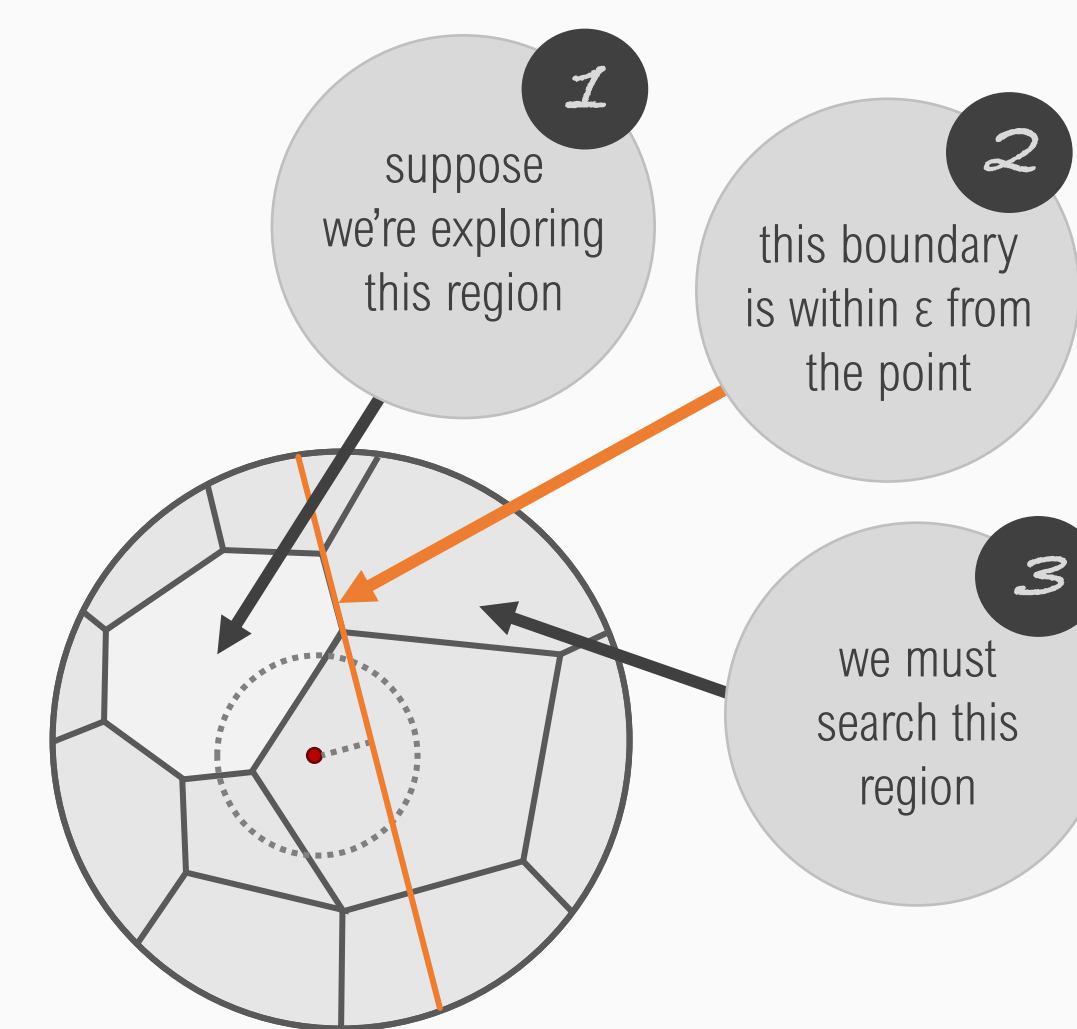 1
suppose
we’re exploring
this region
2
this boundary
is within ε from
the point
3
we must
search this
region